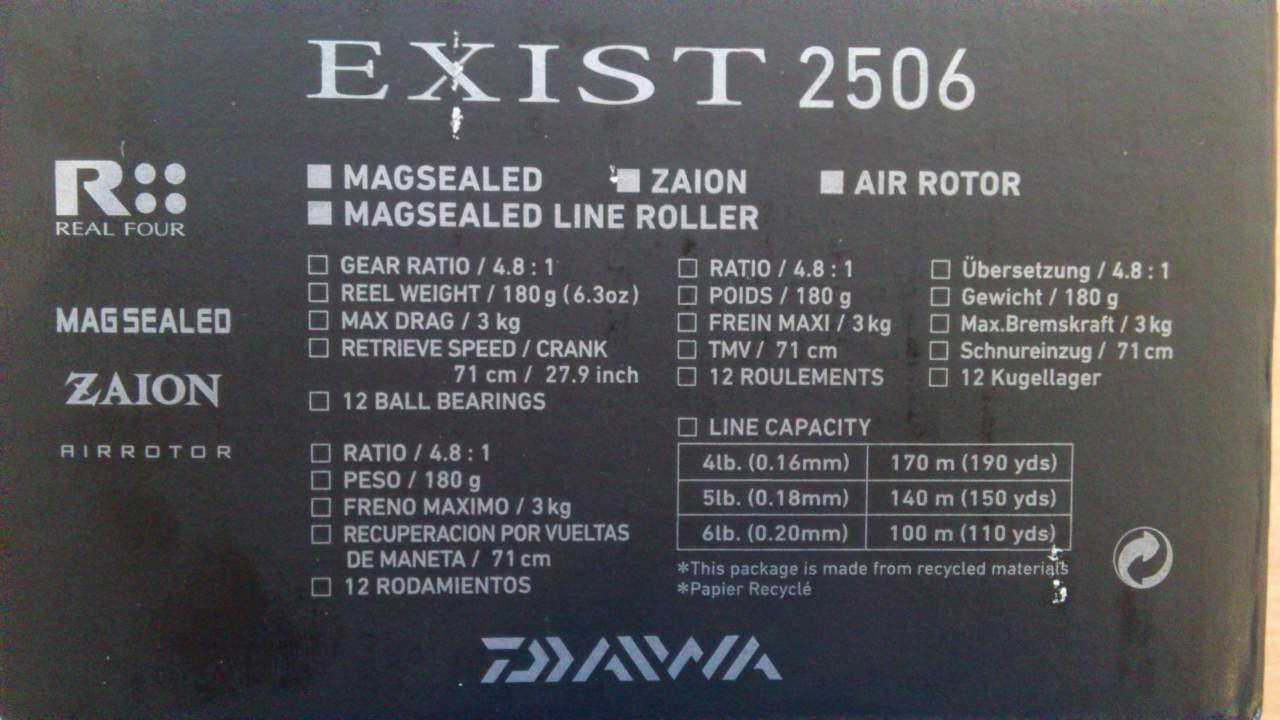 EXIST 2506
R
REAL FOUR
MAGSEALED
ZAION
AIRROTOR
MAGSEALED ZAION AIR ROTOR
MAGSEALED LINE ROLLER
GEAR RATIO / 4.8 : 1
REEL WEIGHT / 180g (6.3oz)
MAX DRAG / 3 kg
RETRIEVE SPEED / CRANK
71 cm / 27.9 inch
12 BALL BEARINGS
RATIO / 4.8 : 1
POIDS / 180 g
FREIN MAXI / 3 kg
TMV / 71 cm
12 ROULEMENTS
Übersetzung / 4.8 : 1
Gewicht / 180 g
Max.Bremskraft / 3 kg
Schnureinzug / 71 cm
12 Kugellager
RATIO / 4.8 : 1
PESO / 180 g
FRENO MAXIMO / 3 kg
RECUPERACION POR VUELTAS
DE MANETA / 71 cm
12 RODAMIENTOS
LINE CAPACITY
4lb. (0.16mm) 170 m (190 yds)
5lb. (0.18mm) 140 m (150 yds)
6lb. (0.20mm) 100 m (110 yds)
*This package is made from recycled materials
*Papier Recyclé
DAIWA